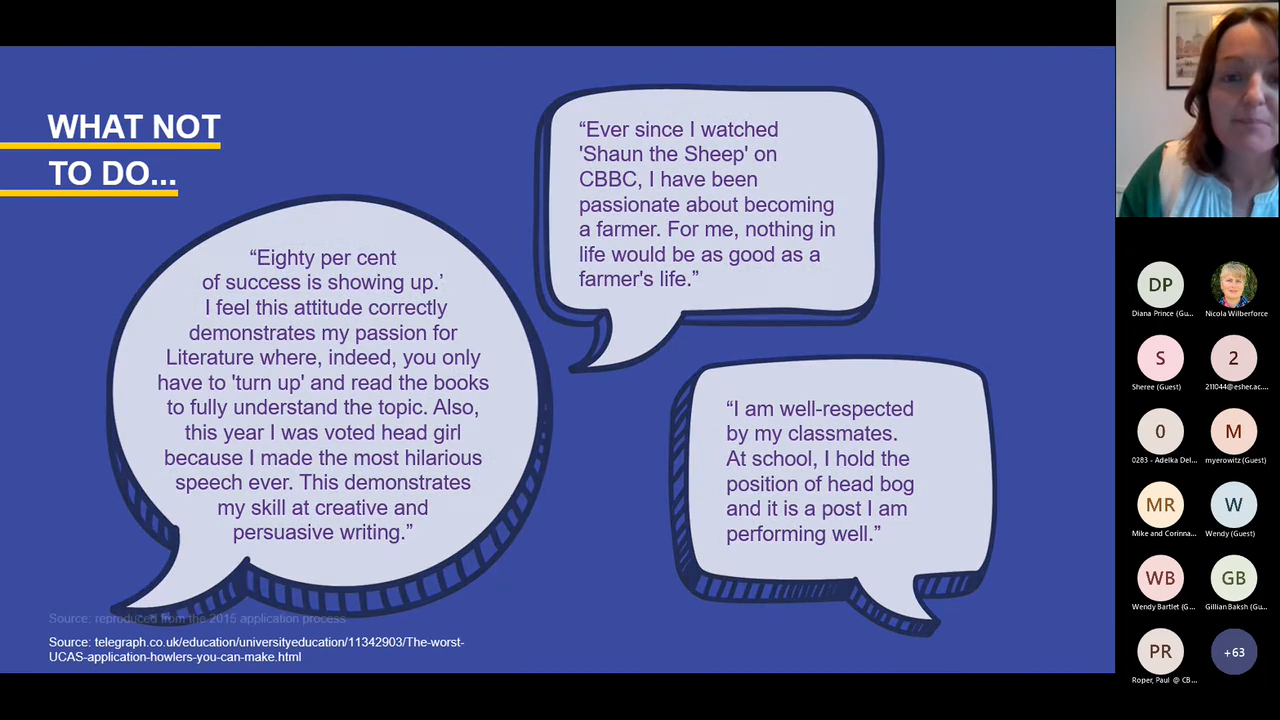 WHAT NOT
TO DO...
“Eighty per cent
of success is showing up.’
I feel this attitude correctly
demonstrates my passion for
Literature where, indeed, you only
have to 'turn up' and read the books
to fully understand the topic. Also,
this year I was voted head girl
because I made the most hilarious
speech ever. This demonstrates
my skill at creative and
persuasive writing.”
“Ever since I watched
'Shaun the Sheep' on
CBBC, I have been
passionate about becoming
a farmer. For me, nothing in
life would be as good as a
farmer's life.”
“I am well-respected
by my classmates.
At school, I hold the
position of head bog
and it is a post I am
performing well.”
Source: reproduced from the 2015 application process
Source: telegraph.co.uk/education/universityeducation/11342903/The-worst-
UCAS-application-howlers-you-can-make.html
DP
Diana Prince (Gu...
Nicola Wilberforce
S
Sheree (Guest)
2
211044@esher.ac....
0
0283 - Adelka Del...
M
myerowitz (Guest)
MR
Mike and Corinna...
W
Wendy (Guest)
WB
Wendy Bartlet (G...
GB
Gillian Baksh (Gu...
PR
Roper, Paul @ CB...
+63